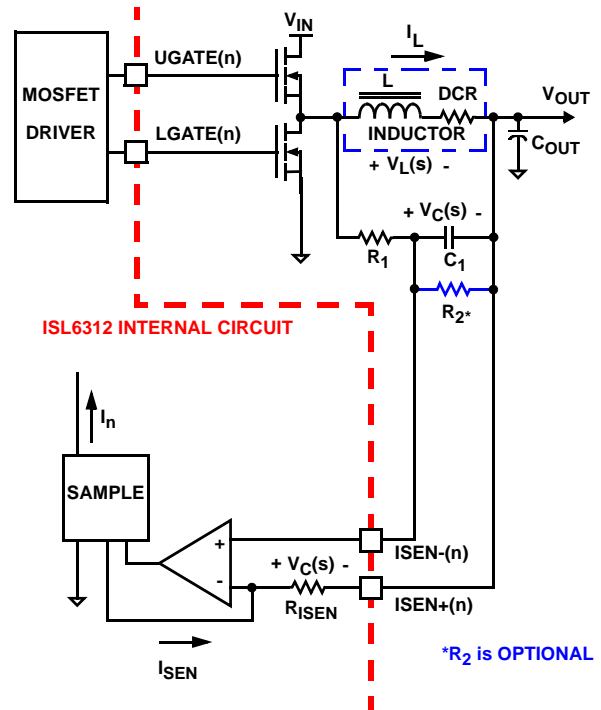 V_IN
I_L
UGATE(n)
MOSFET
DRIVER
LGATE(n)
L
DCR
INDUCTOR
V_OUT
C_OUT
+ V_L(s) -
+ V_C(s) -
R_1
C_1
R_2*
ISL6312 INTERNAL CIRCUIT
I_n
SAMPLE
+
-
ISEN-(n)
+ V_C(s) -
R_ISEN
ISEN+(n)
I_SEN
*R_2 is OPTIONAL